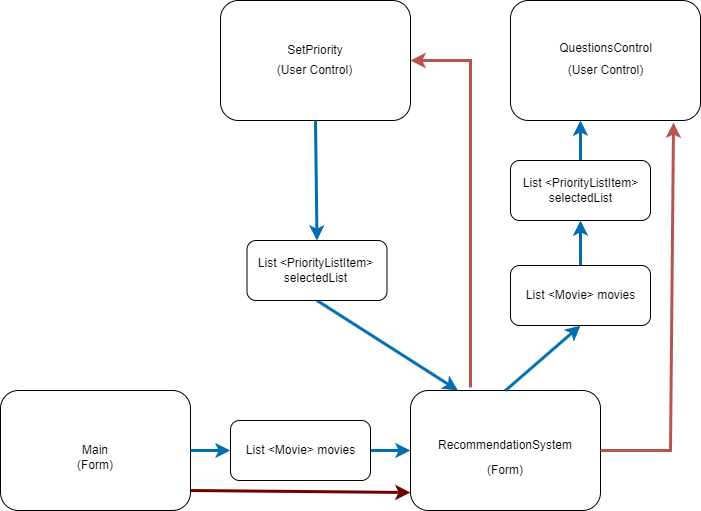 SetPriority
(User Control)
QuestionsControl
(User Control)
List <PriorityListItem>
selectedList
List <PriorityListItem>
selectedList
List <Movie> movies
Main
(Form)
List <Movie> movies
RecommendationSystem
(Form)